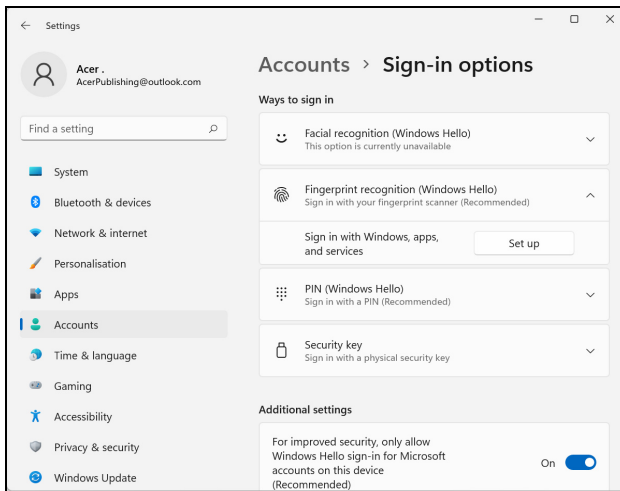 Settings
Acer .
AcerPublishing@outlook.com
Find a setting
System
Bluetooth & devices
Network & internet
Personalisation
Apps
Accounts
Time & language
Gaming
Accessibility
Privacy & security
Windows Update
Accounts > Sign-in options
Ways to sign in
Facial recognition (Windows Hello)
This option is currently unavailable
Fingerprint recognition (Windows Hello)
Sign in with your fingerprint scanner (Recommended)
Sign in with Windows, apps,
and services
Set up
PIN (Windows Hello)
Sign in with a PIN (Recommended)
Security key
Sign in with a physical security key
Additional settings
For improved security, only allow
Windows Hello sign-in for Microsoft
accounts on this device
(Recommended)
On